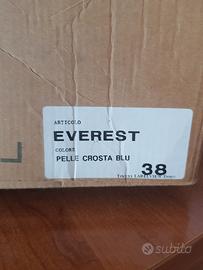 ARTICOLO
EVEREST
COLORE
PELLE CROSTA BLU
38
L
subito